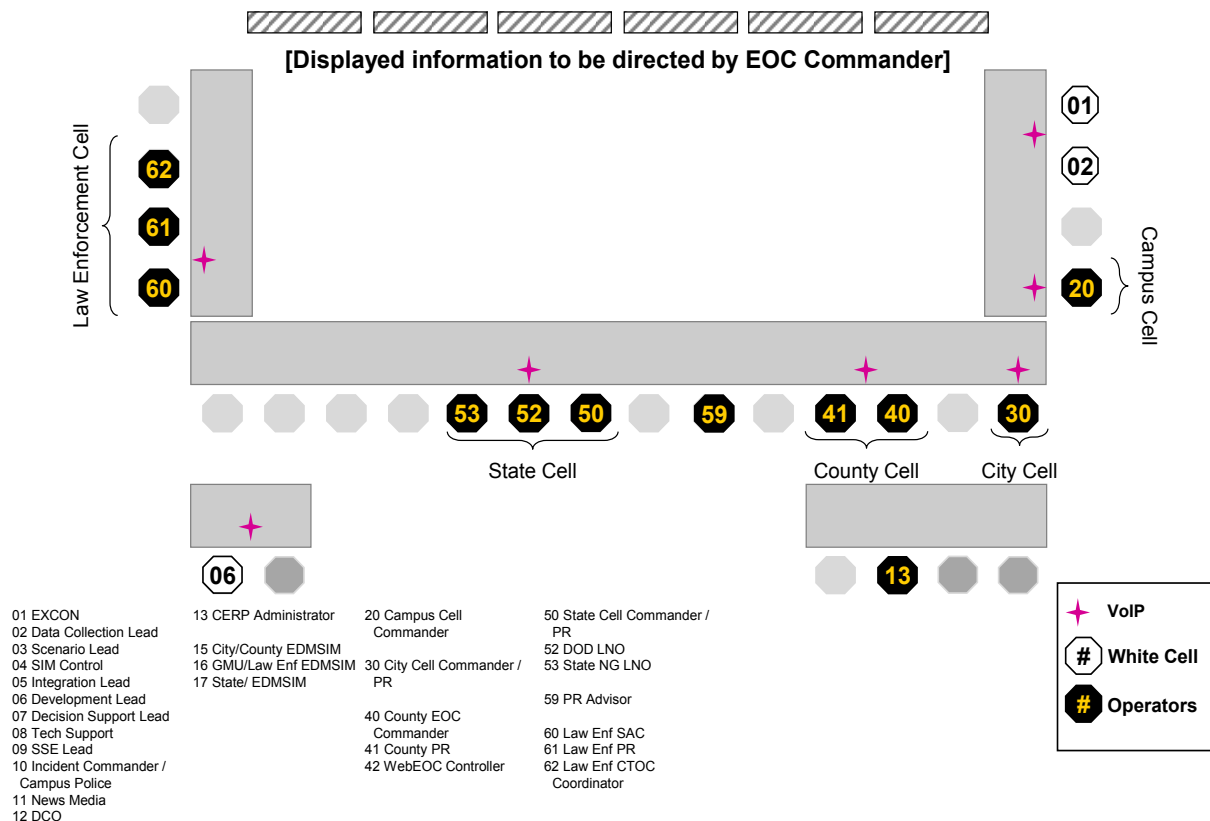 [Displayed information to be directed by EOC Commander]
Law Enforcement Cell
62
61
60
01
02
20
Campus Cell
53
52
50
59
41
40
30
State Cell
County Cell
City Cell
06
13
01 EXCON
02 Data Collection Lead
03 Scenario Lead
04 SIM Control
05 Integration Lead
06 Development Lead
07 Decision Support Lead
08 Tech Support
09 SSE Lead
10 Incident Commander /
Campus Police
11 News Media
12 DCO
13 CERP Administrator
15 City/County EDMSIM
16 GMU/Law Enf EDMSIM
17 State/ EDMSIM
20 Campus Cell
Commander
30 City Cell Commander /
PR
40 County EOC
Commander
41 County PR
42 WebEOC Controller
50 State Cell Commander /
PR
52 DOD LNO
53 State NG LNO
59 PR Advisor
60 Law Enf SAC
61 Law Enf PR
62 Law Enf CTOC
Coordinator
VoIP
# White Cell
# Operators